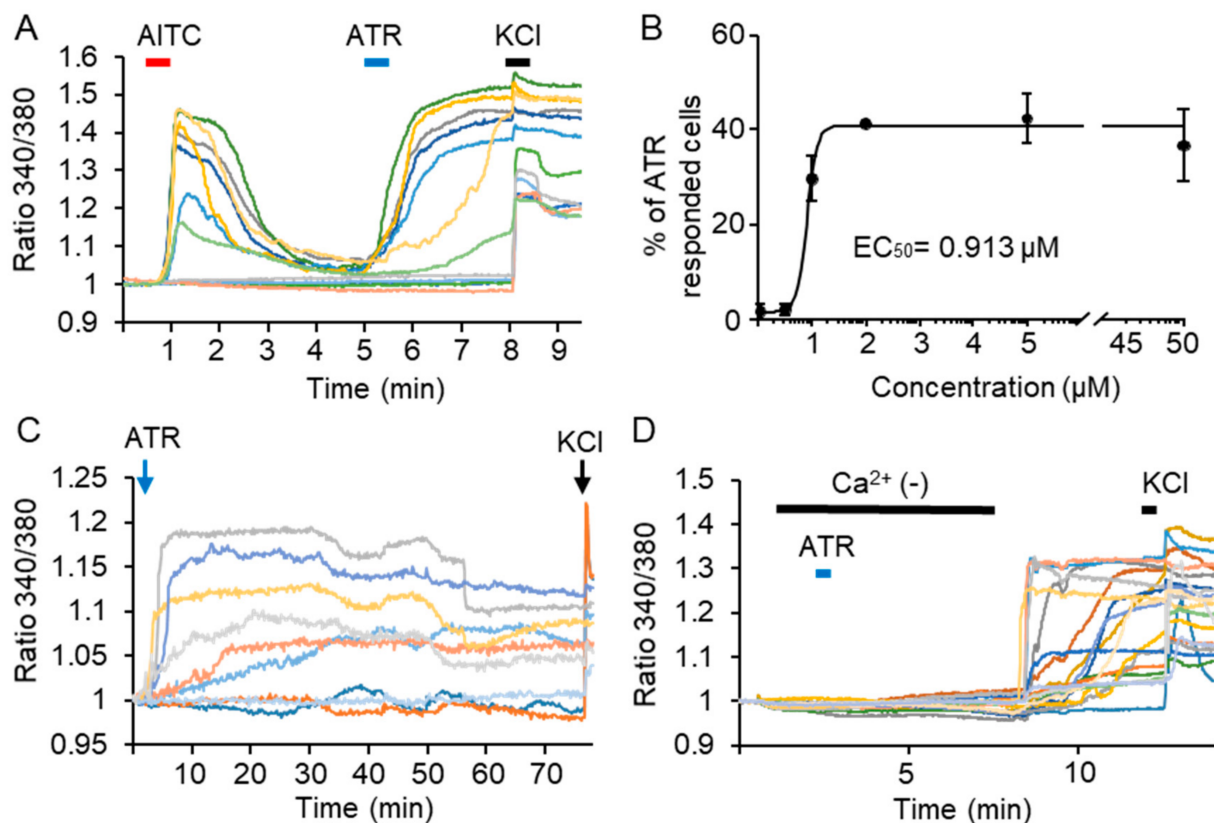 A
AITC
ATR
KCl
Ratio 340/380
1.6
1.5
1.4
1.3
1.2
1.1
1
0.9
1 2 3 4 5 6 7 8 9
Time (min)
B
% of ATR
responded cells
60
40
20
0
EC₅₀= 0.913 µM
1 2 5 45 50
Concentration (µM)
C
ATR
KCl
Ratio 340/380
1.25
1.2
1.15
1.1
1.05
1
0.95
10 20 30 40 50 60 70
Time (min)
D
Ca²⁺ (-)
KCl
ATR
Ratio 340/380
1.4
1.3
1.2
1.1
1
0.9
5 10
Time (min)